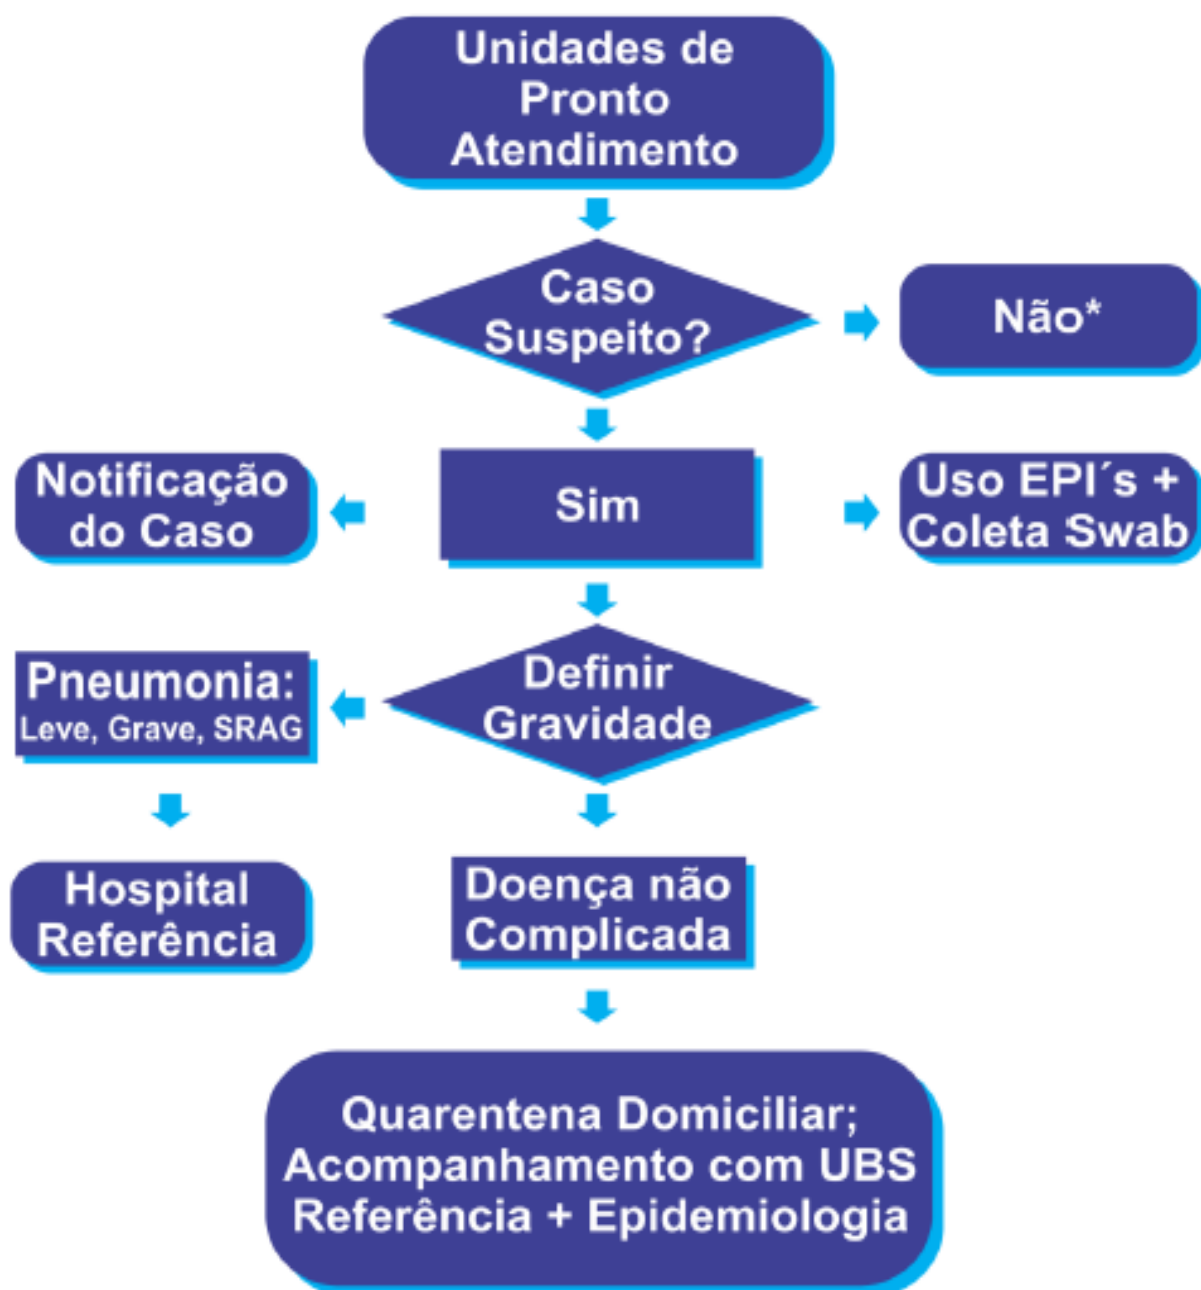 Unidades de
Pronto
Atendimento
Caso
Suspeito?
Não*
Notificação
do Caso
Sim
Uso EPI´s +
Coleta Swab
Pneumonia:
Leve, Grave, SRAG
Definir
Gravidade
Hospital
Referência
Doença não
Complicada
Quarentena Domiciliar;
Acompanhamento com UBS
Referência + Epidemiologia